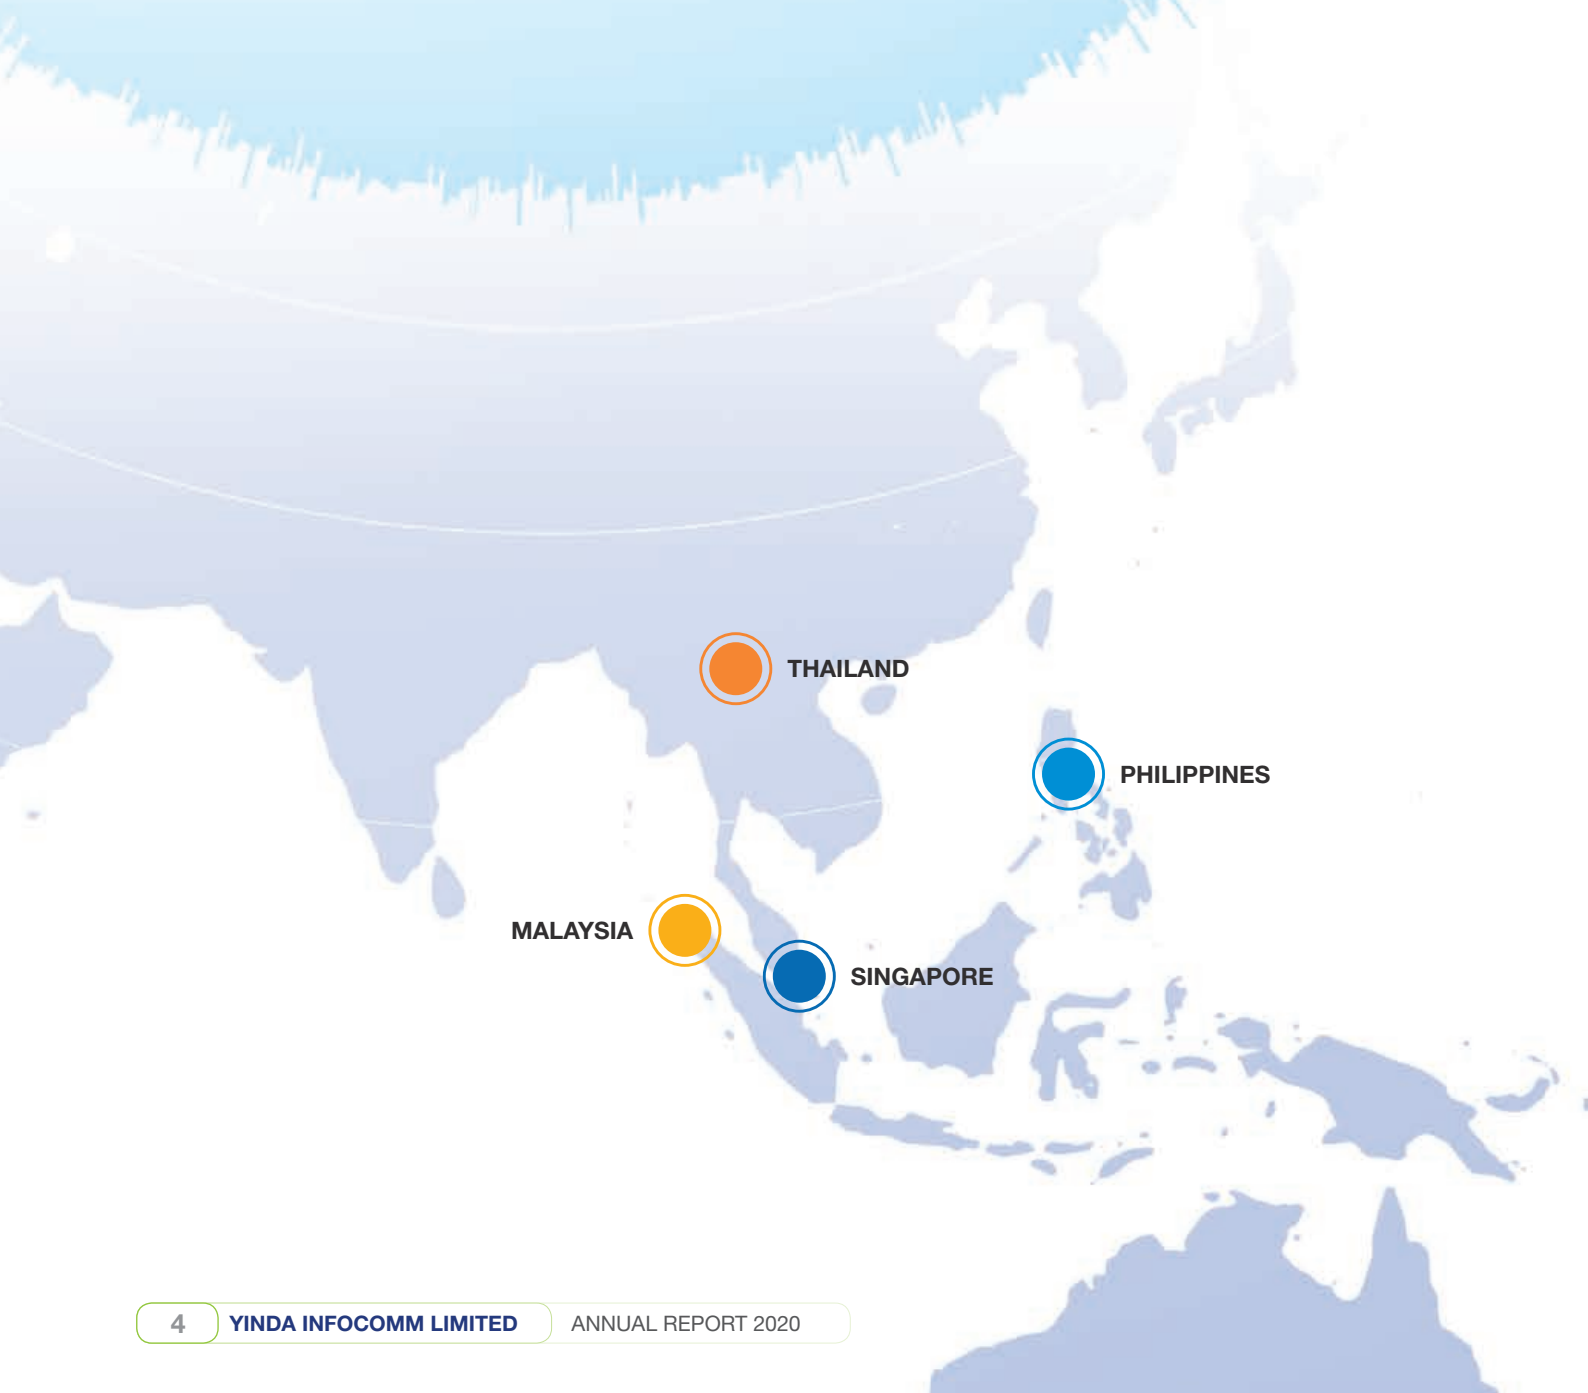 THAILAND
PHILIPPINES
MALAYSIA
SINGAPORE
4 YINDA INFOCOMM LIMITED ANNUAL REPORT 2020